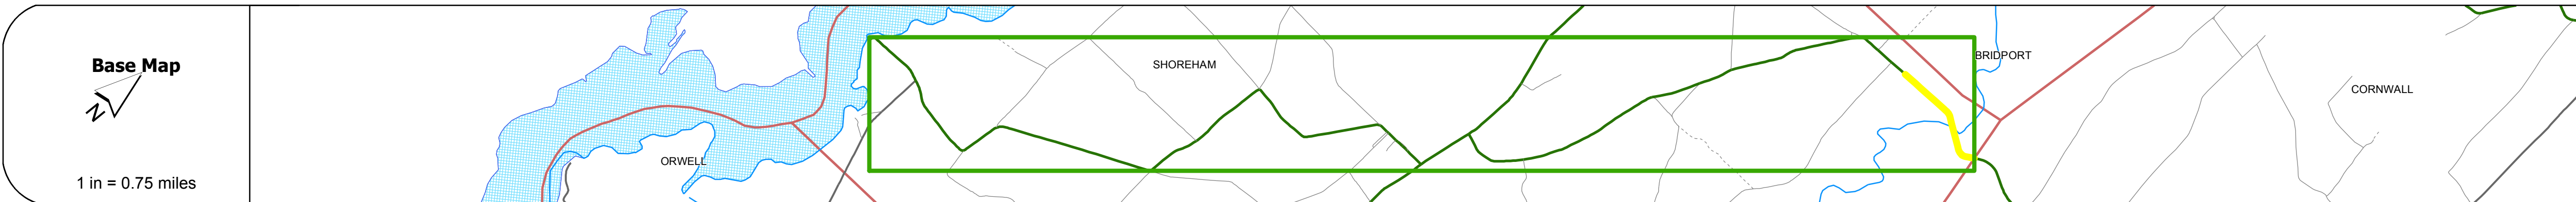 Base Map
N
1 in = 0.75 miles
ORWELL
SHOREHAM
BRIDPORT
CORNWALL